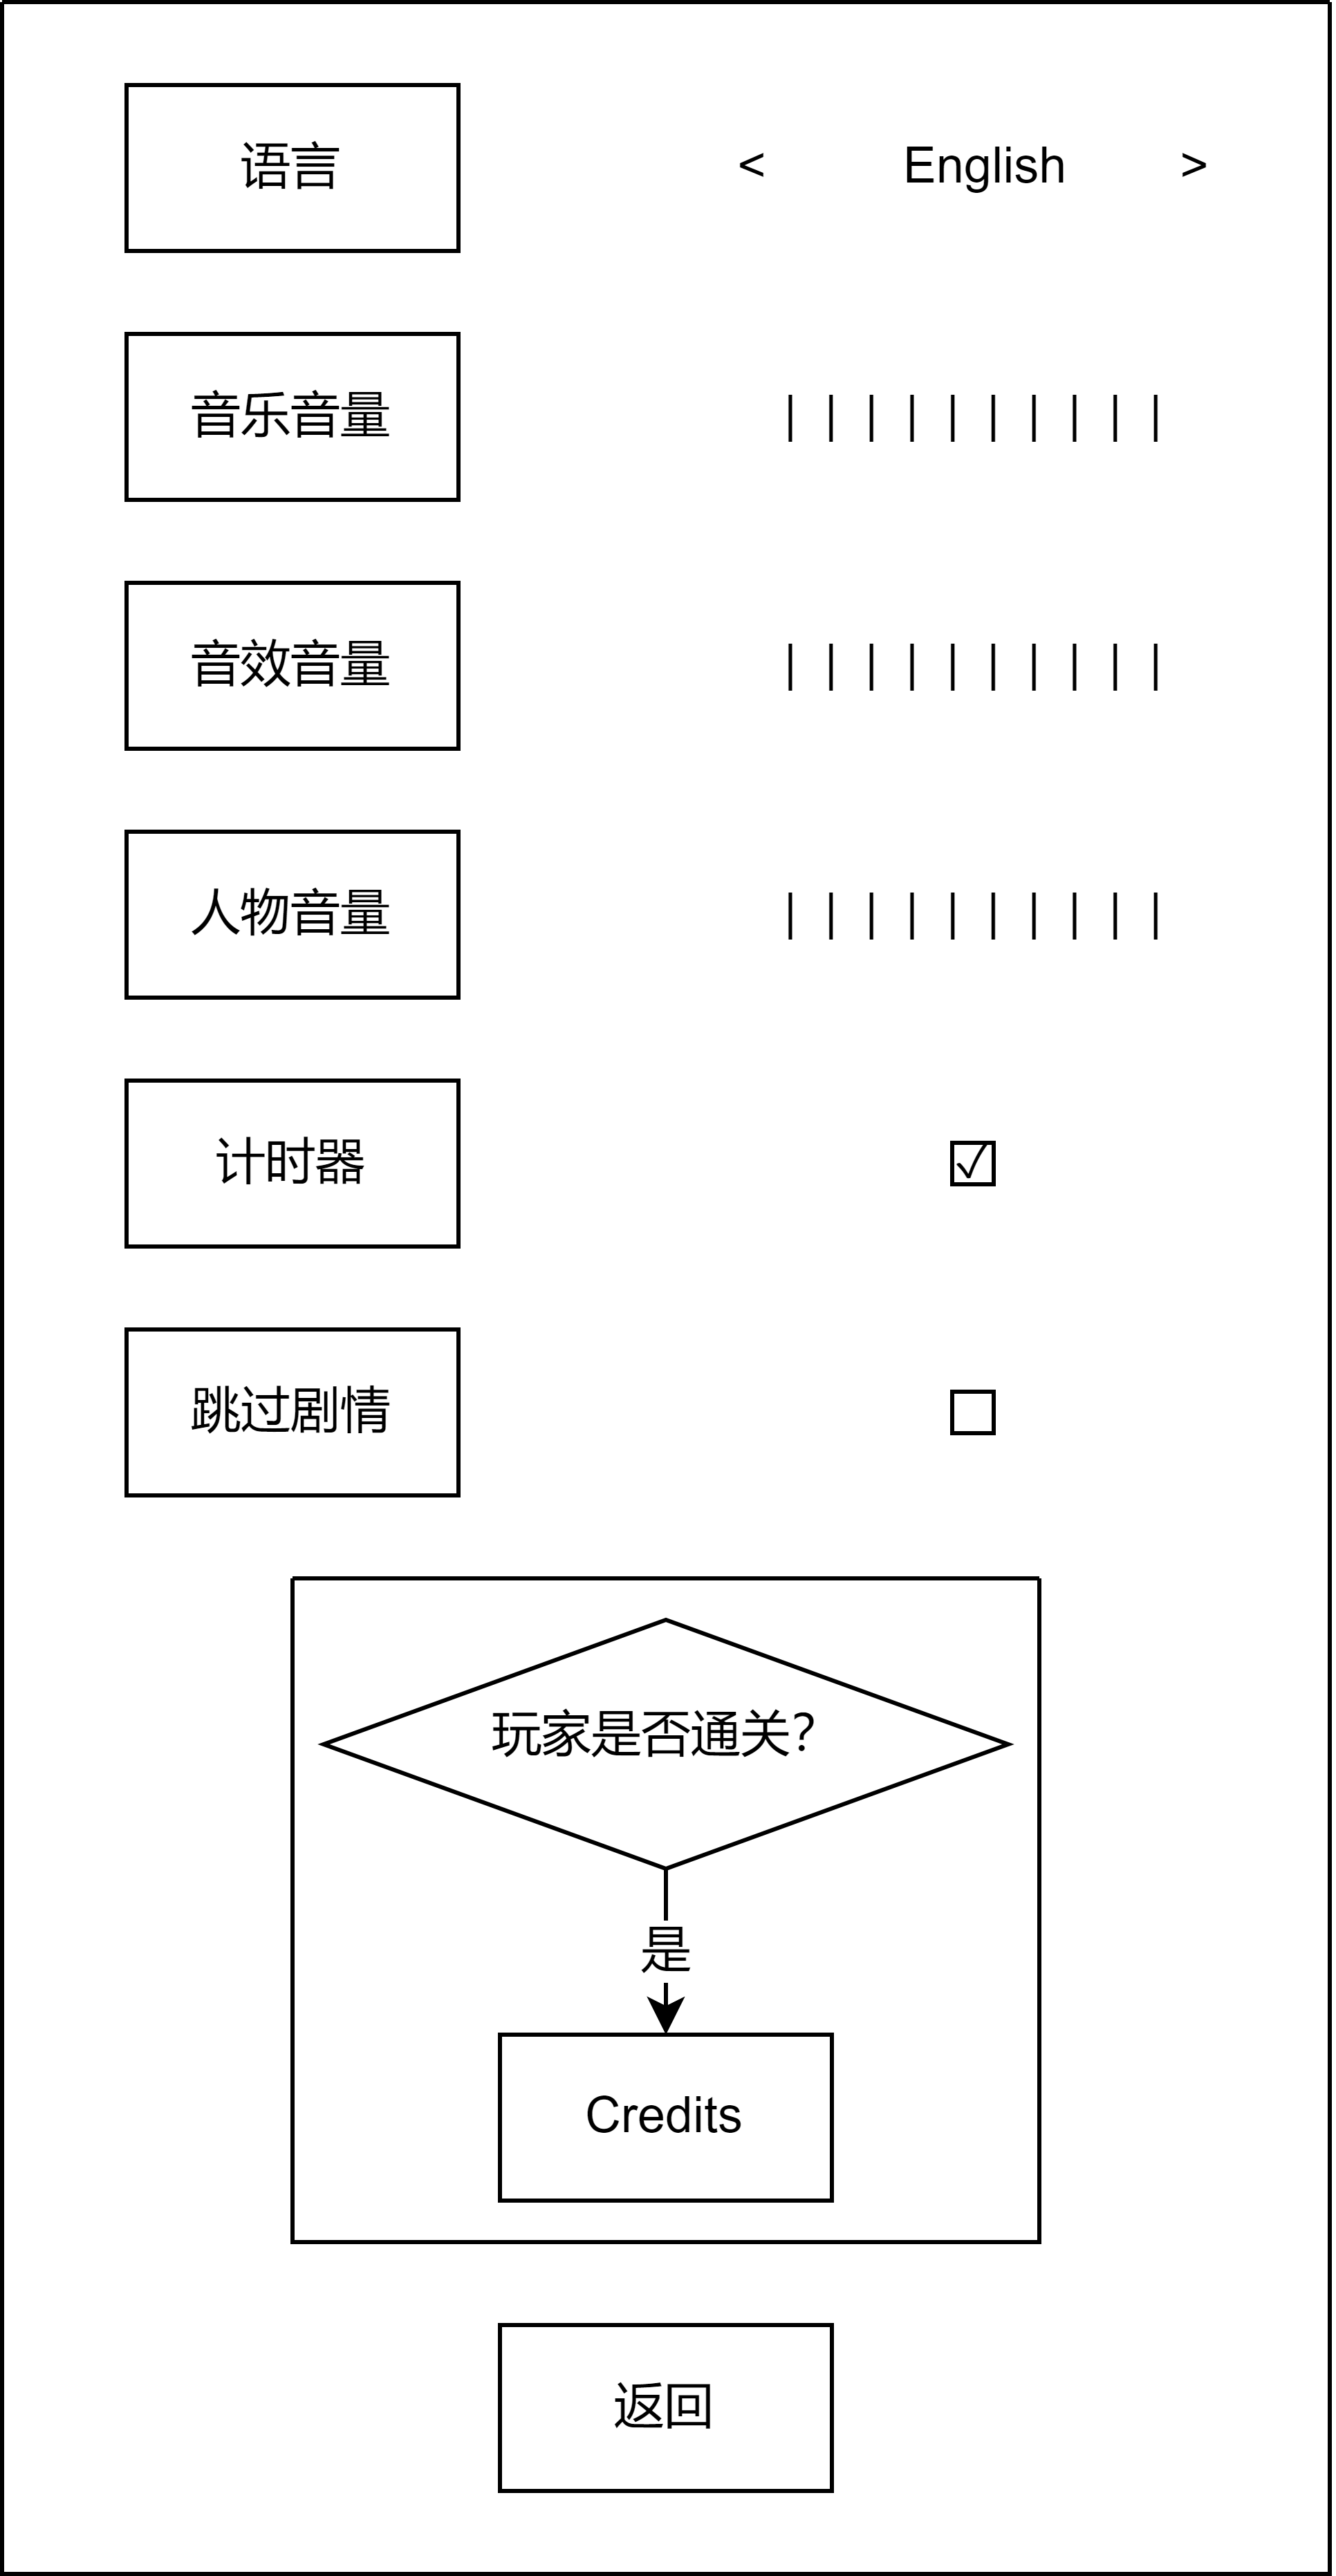 语言 < English >
音乐音量 | | | | | | | | | |
音效音量 | | | | | | | | | |
人物音量 | | | | | | | | | |
计时器 ☑
跳过剧情 ☐
玩家是否通关？
是
Credits
返回